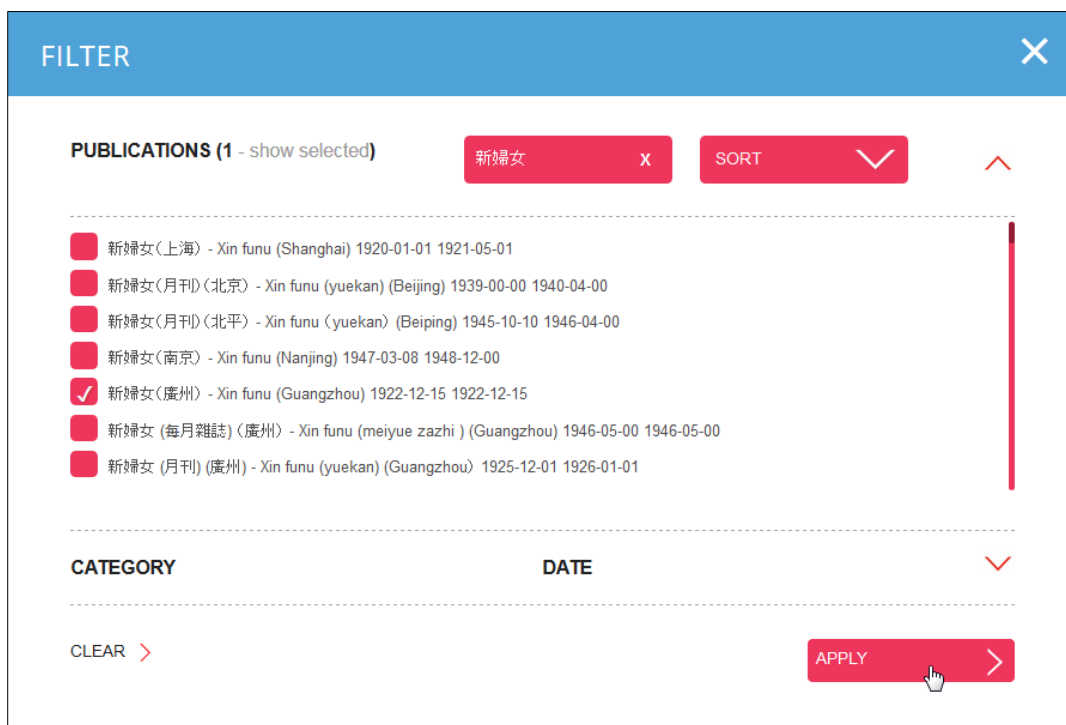 FILTER
PUBLICATIONS (1 - show selected)
新婦女 X
SORT
新婦女(上海) - Xin funu (Shanghai) 1920-01-01 1921-05-01
新婦女(月刊)(北京) - Xin funu (yuekan) (Beijing) 1939-00-00 1940-04-00
新婦女(月刊)(北平) - Xin funu (yuekan) (Beiping) 1945-10-10 1946-04-00
新婦女(南京) - Xin funu (Nanjing) 1947-03-08 1948-12-00
新婦女(廣州) - Xin funu (Guangzhou) 1922-12-15 1922-12-15
新婦女 (每月雜誌) (廣州) - Xin funu (meiyue zazhi ) (Guangzhou) 1946-05-00 1946-05-00
新婦女 (月刊) (廣州) - Xin funu (yuekan) (Guangzhou) 1925-12-01 1926-01-01
CATEGORY
DATE
CLEAR
APPLY